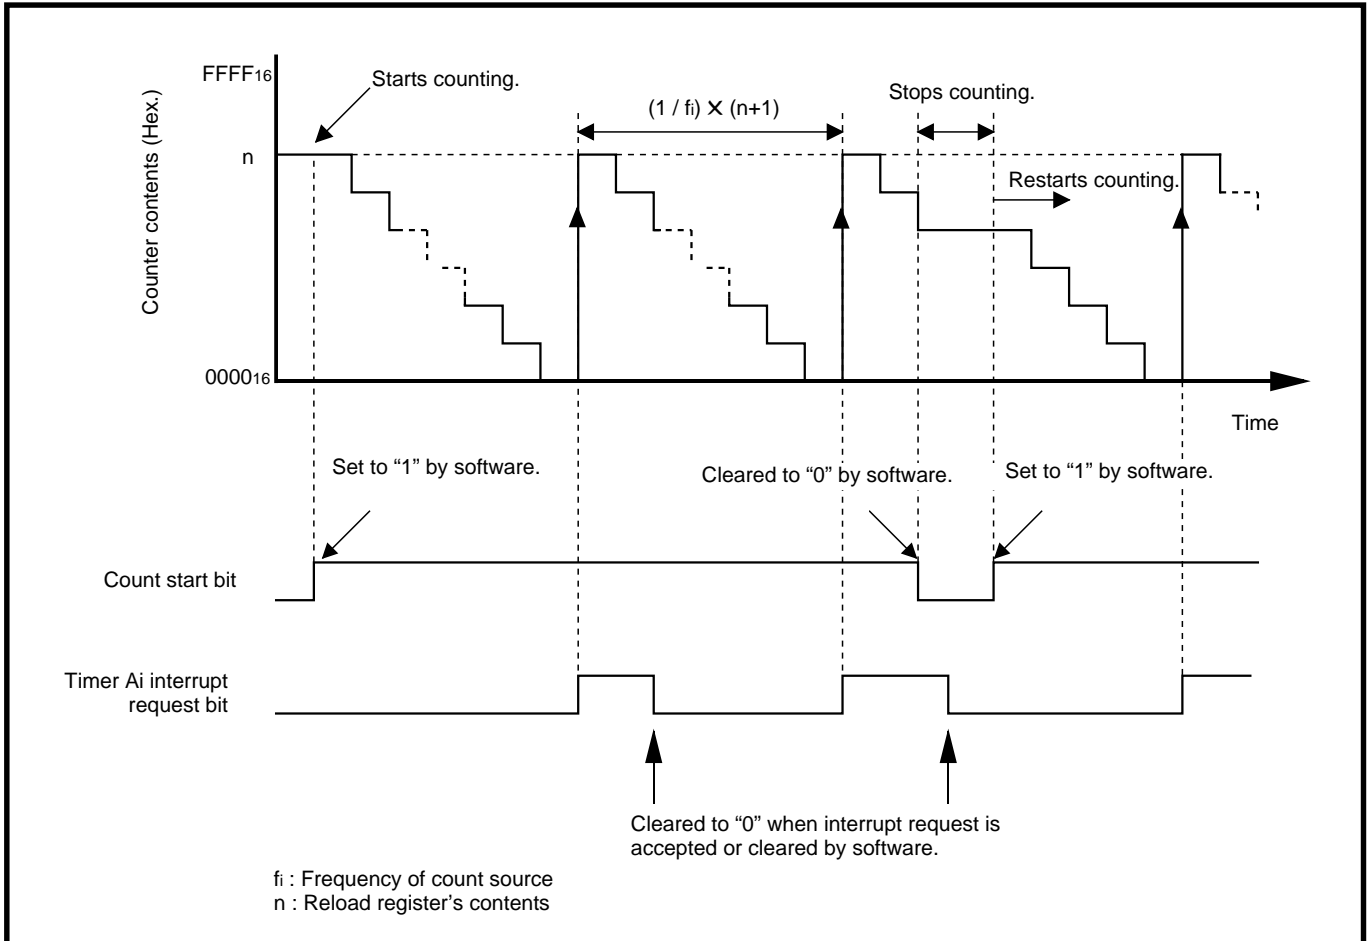 FFFF16
Starts counting.
(1 / fi) X (n+1)
Stops counting.
Counter contents (Hex.)
n
Restarts counting.
000016
Time
Set to “1” by software.
Cleared to “0” by software.
Set to “1” by software.
Count start bit
Timer Ai interrupt
request bit
Cleared to “0” when interrupt request is
accepted or cleared by software.
fi : Frequency of count source
n : Reload register’s contents